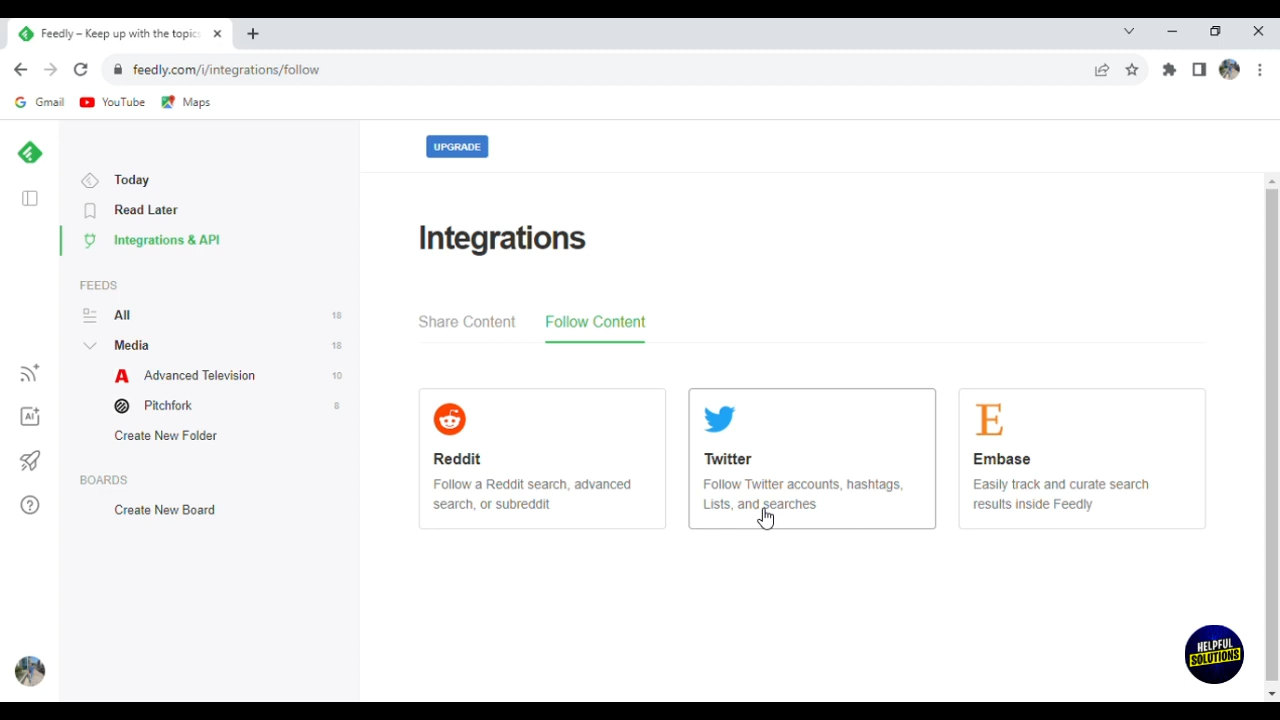 Feedly – Keep up with the topics
feedly.com/i/integrations/follow
Gmail YouTube Maps
UPGRADE
Today
Read Later
Integrations & API
FEEDS
All 18
Media 18
Advanced Television 10
Pitchfork 8
Create New Folder
BOARDS
Create New Board
AI
Integrations
Share Content Follow Content
Reddit
Follow a Reddit search, advanced
search, or subreddit
Twitter
Follow Twitter accounts, hashtags,
Lists, and searches
E
Embase
Easily track and curate search
results inside Feedly
HELPFUL
SOLUTIONS